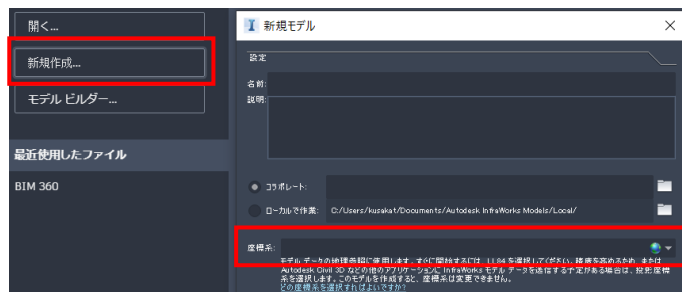 開く...
新規作成...
モデル ビルダー...
最近使用したファイル
BIM 360
新規モデル
設定
名前:
説明:
コラボレート:
ローカルで作業: C:/Users/kusakat/Documents/Autodesk InfraWorks Models/Local/
座標系:
モデル データの地理参照に使用します。すぐに開始するには、LL84 を選択してください。精度を高めるため、または
Autodesk Civil 3D などの他のアプリケーションに InfraWorks モデル データを送信する予定がある場合は、投影座標
系を選択します。このモデルを作成すると、座標系は変更できません。
どの座標系を選択すればよいですか?